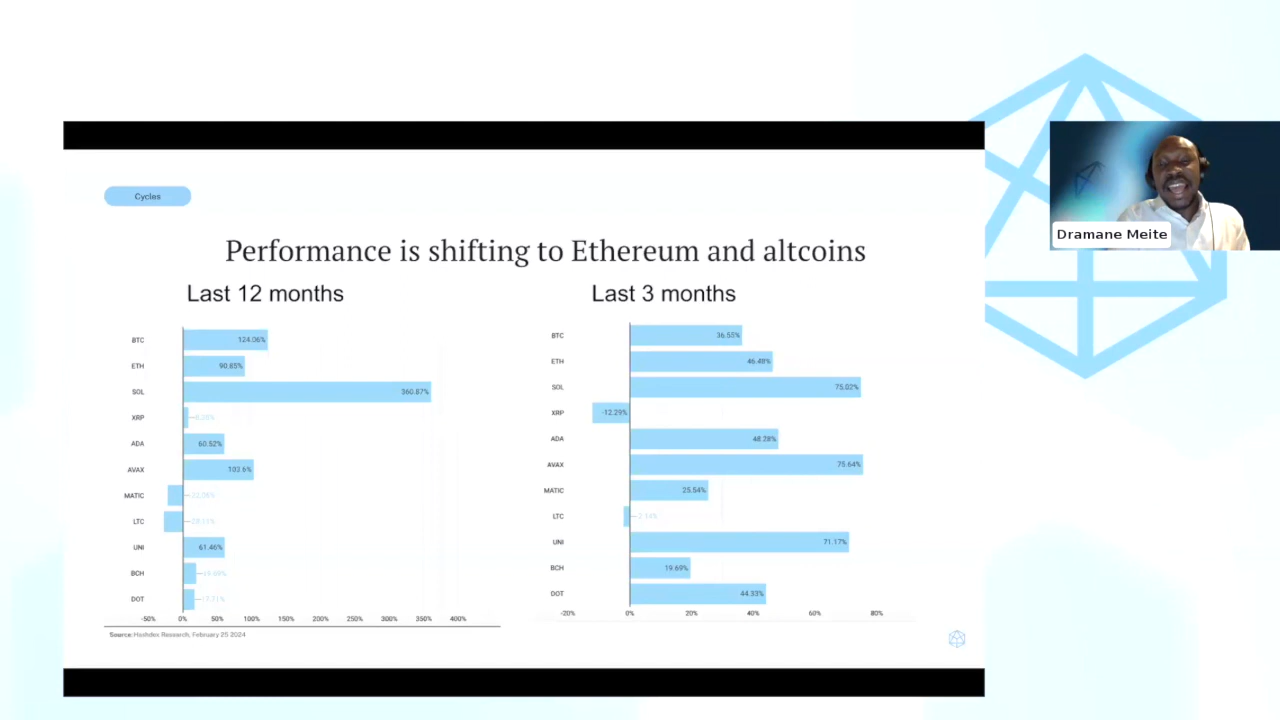 Cycles
Performance is shifting to Ethereum and altcoins
Last 12 months
Last 3 months
BTC 124.06%
ETH 90.85%
SOL 360.87%
XRP
ADA 60.52%
AVAX 103.6%
MATIC
LTC
UNI 61.46%
BCH
DOT
-50% 0% 50% 100% 150% 200% 250% 300% 350% 400%
Source: Hashdex Research, February 25 2024
BTC 36.55%
ETH 46.49%
SOL 75.02%
XRP -12.29%
ADA 48.28%
AVAX 75.64%
MATIC 25.54%
LTC
UNI 71.17%
BCH 19.69%
DOT 44.33%
-20% 0% 20% 40% 60% 80%
Dramane Meite